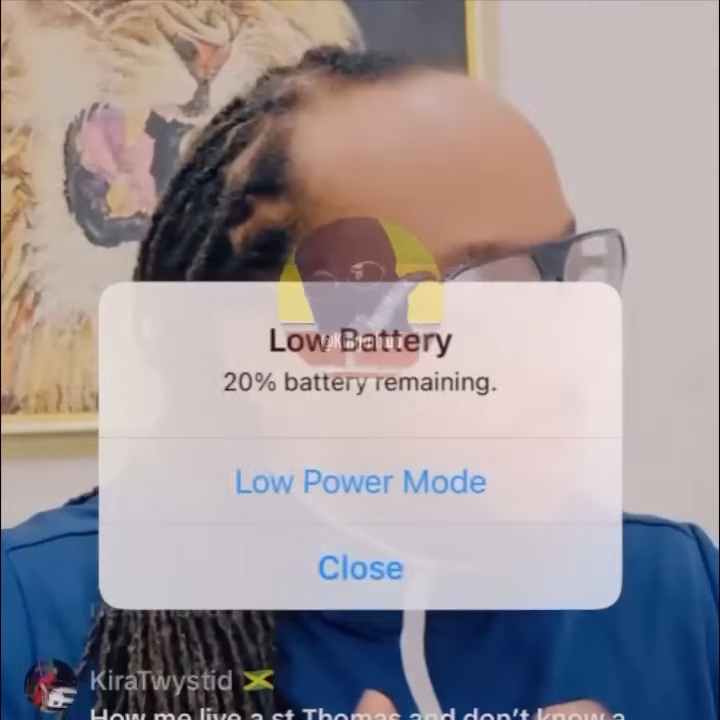 Low Battery
20% battery remaining.
Low Power Mode
Close
KiraTwystid 🇯🇲
How me live a st Thomas and don't know a